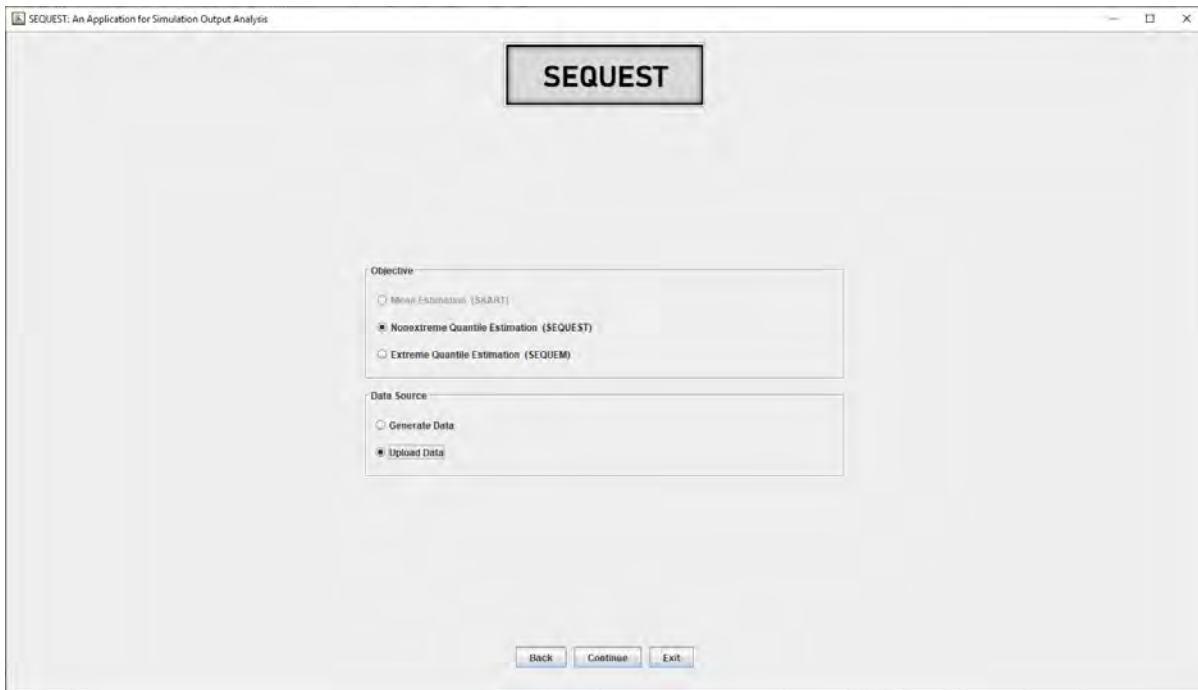 SEQUEST: An Application for Simulation Output Analysis
SEQUEST
Objective
Mean Estimation (SKART)
Nonextreme Quantile Estimation (SEQUEST)
Extreme Quantile Estimation (SEQUEM)
Data Source
Generate Data
Upload Data
Back Continue Exit